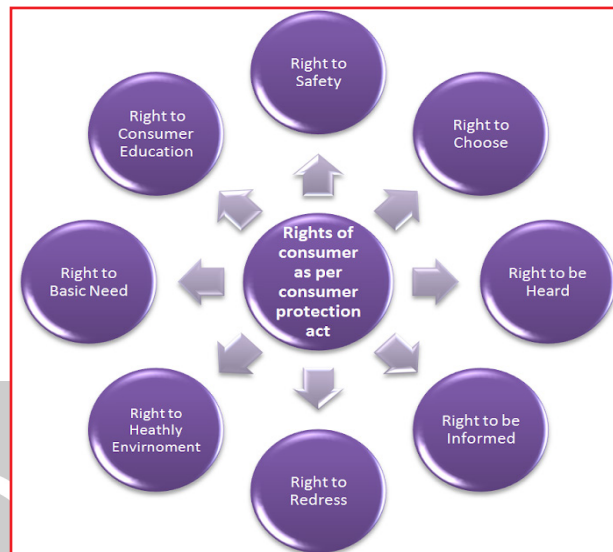 Right to
Safety
Right to
Choose
Right to be
Heard
Right to be
Informed
Right to
Redress
Right to
Heathly
Envirnoment
Right to
Basic Need
Right to
Consumer
Education
Rights of
consumer
as per
consumer
protection
act